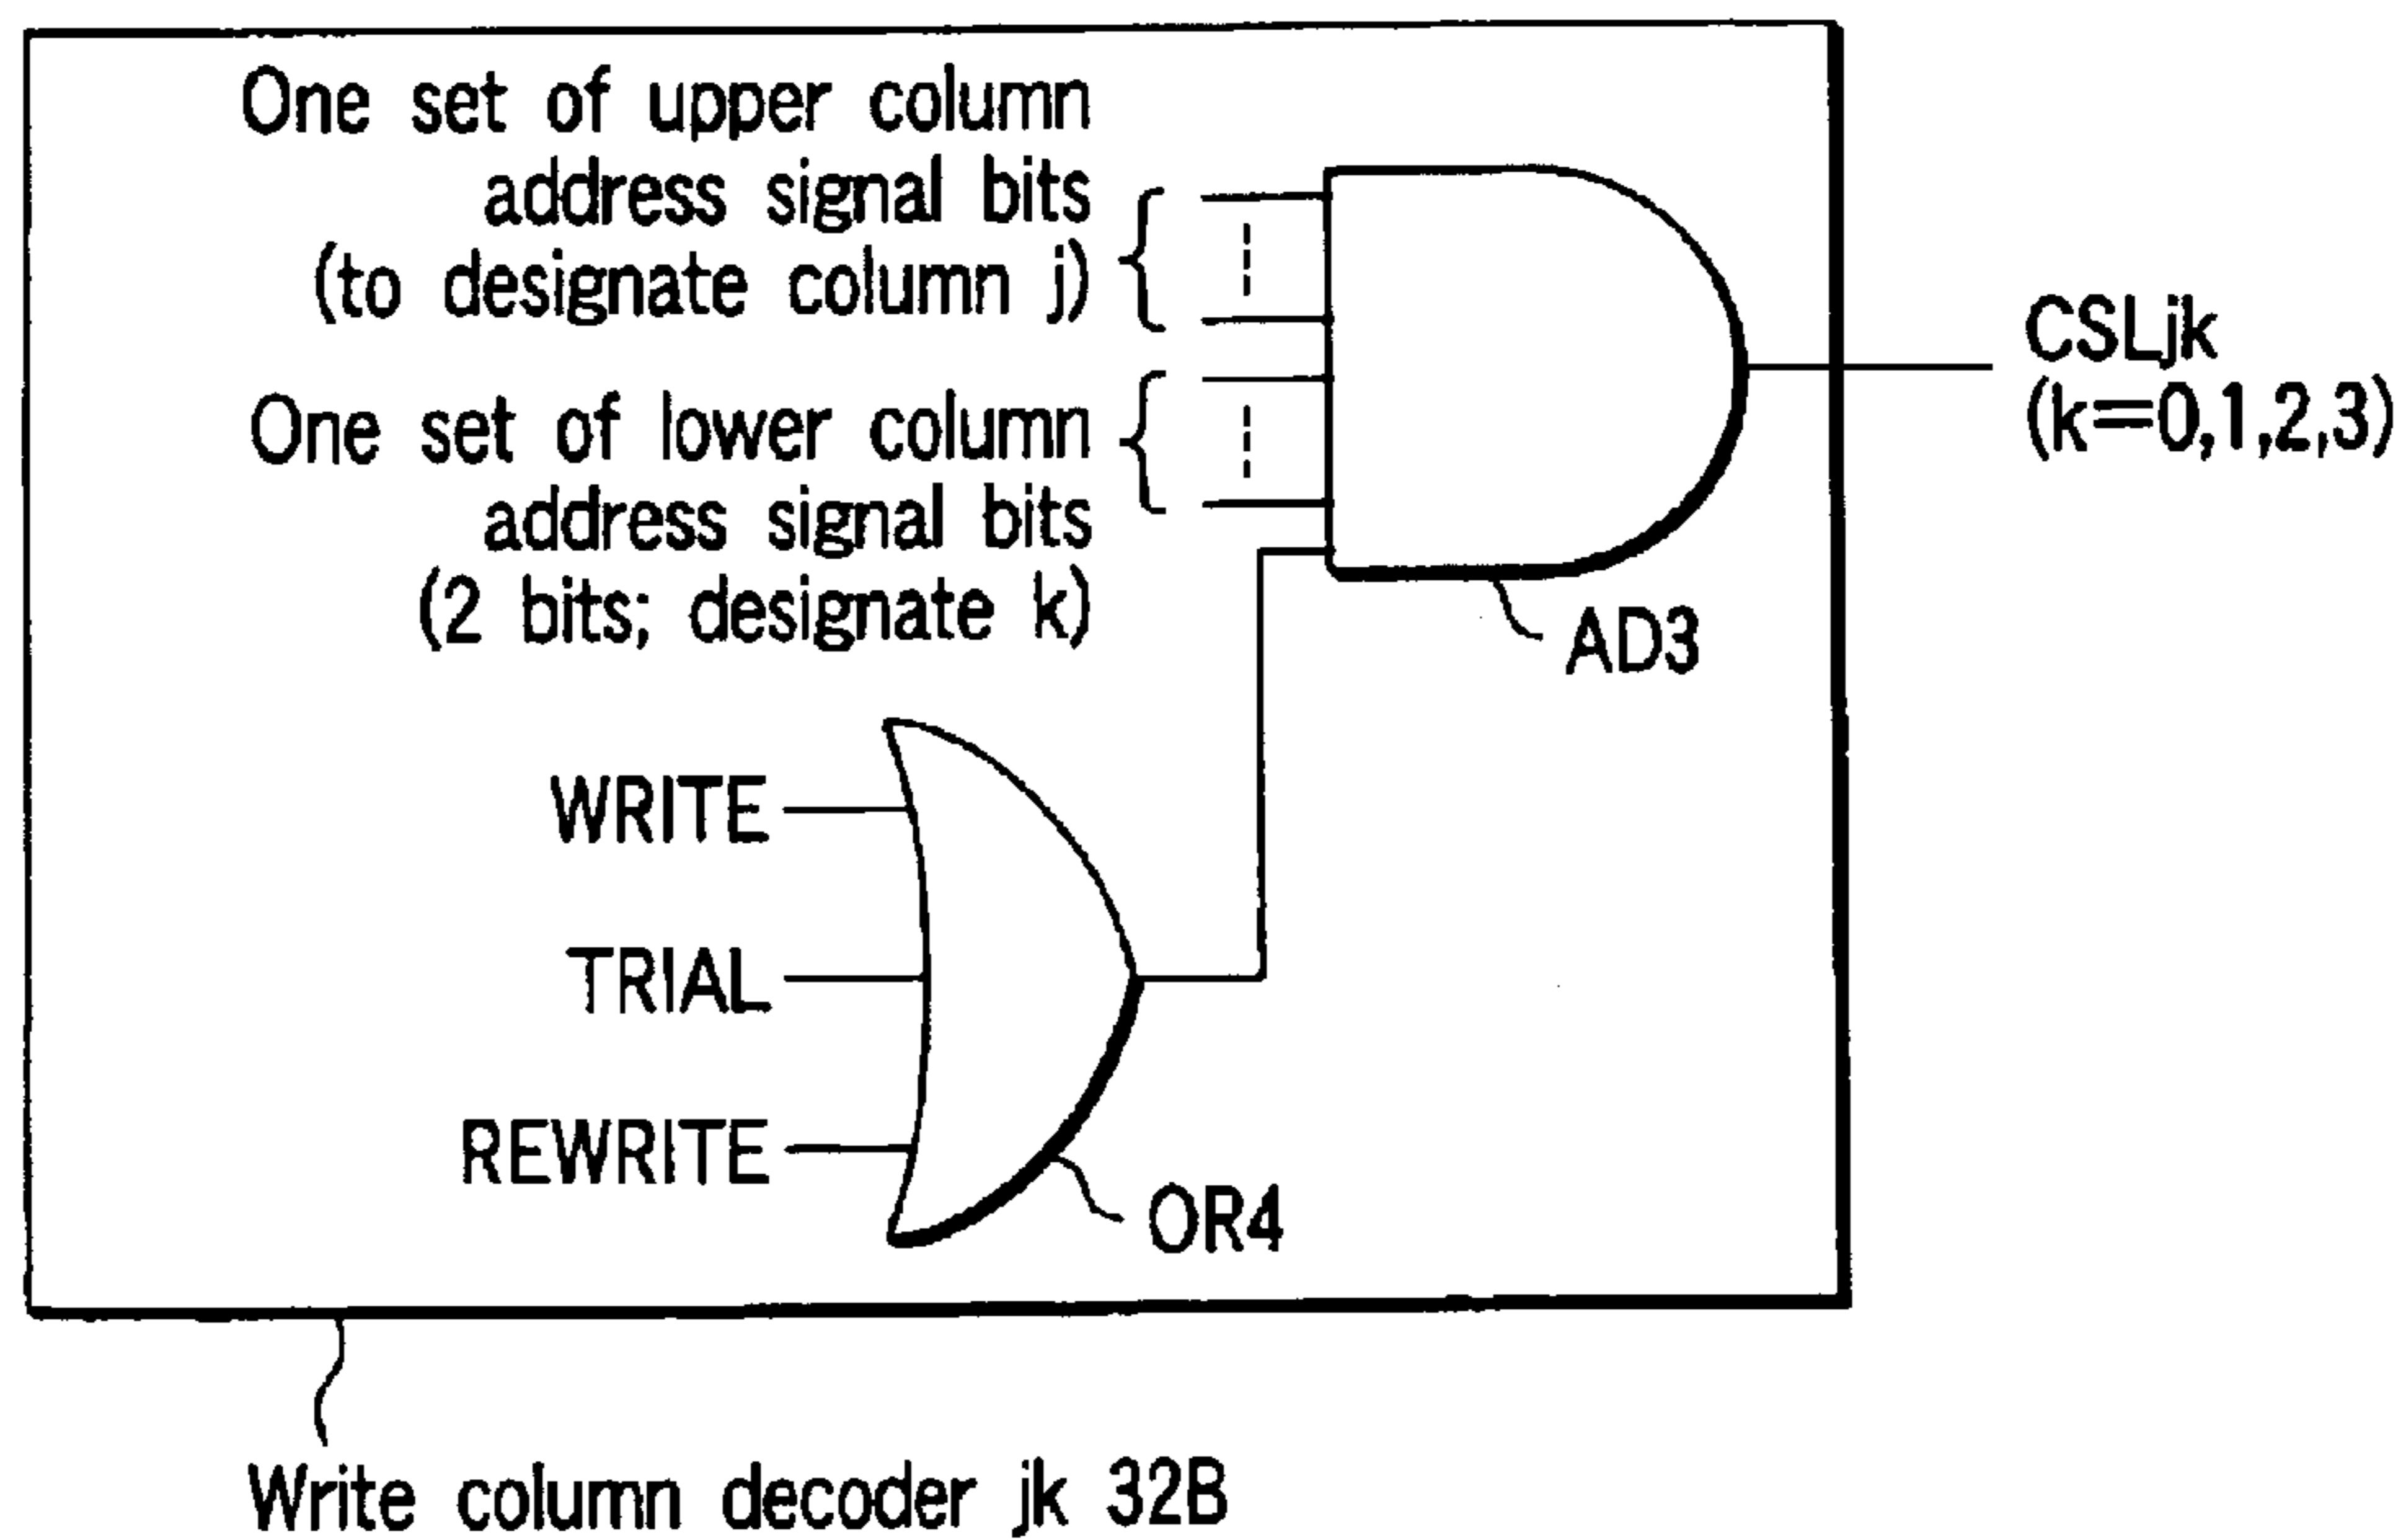 One set of upper column
address signal bits
(to designate column j)
One set of lower column
address signal bits
(2 bits; designate k)
CSLjk
(k=0,1,2,3)
AD3
WRITE
TRIAL
REWRITE
OR4
Write column decoder jk 32B